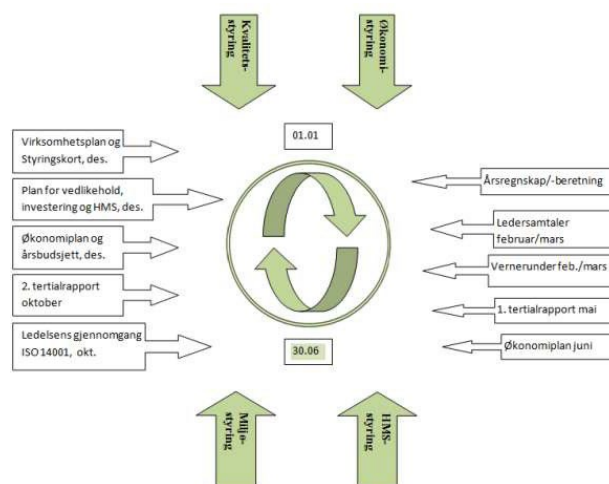 Kvalitets-
styring
Økonomi-
styring
01.01
Virksomhetsplan og
Styringskort, des.
Plan for vedlikehold,
investering og HMS, des.
Økonomiplan og
årsbudsjett, des.
2. tertialrapport
oktober
Ledelsens gjennomgang
ISO 14001, okt.
Årsregnskap/-beretning
Ledersamtaler
februar/mars
Vernerunder feb./mars
1. tertialrapport mai
Økonomiplan juni
30.06
Miljø-
styring
HMS-
styring